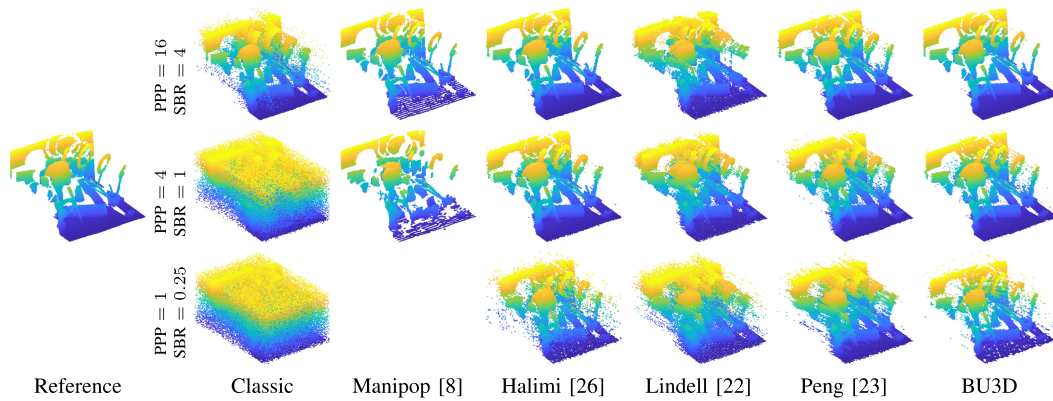 PPP = 16
SBR = 4
PPP = 4
SBR = 1
PPP = 1
SBR = 0.25
Reference
Classic
Manipop [8]
Halimi [26]
Lindell [22]
Peng [23]
BU3D